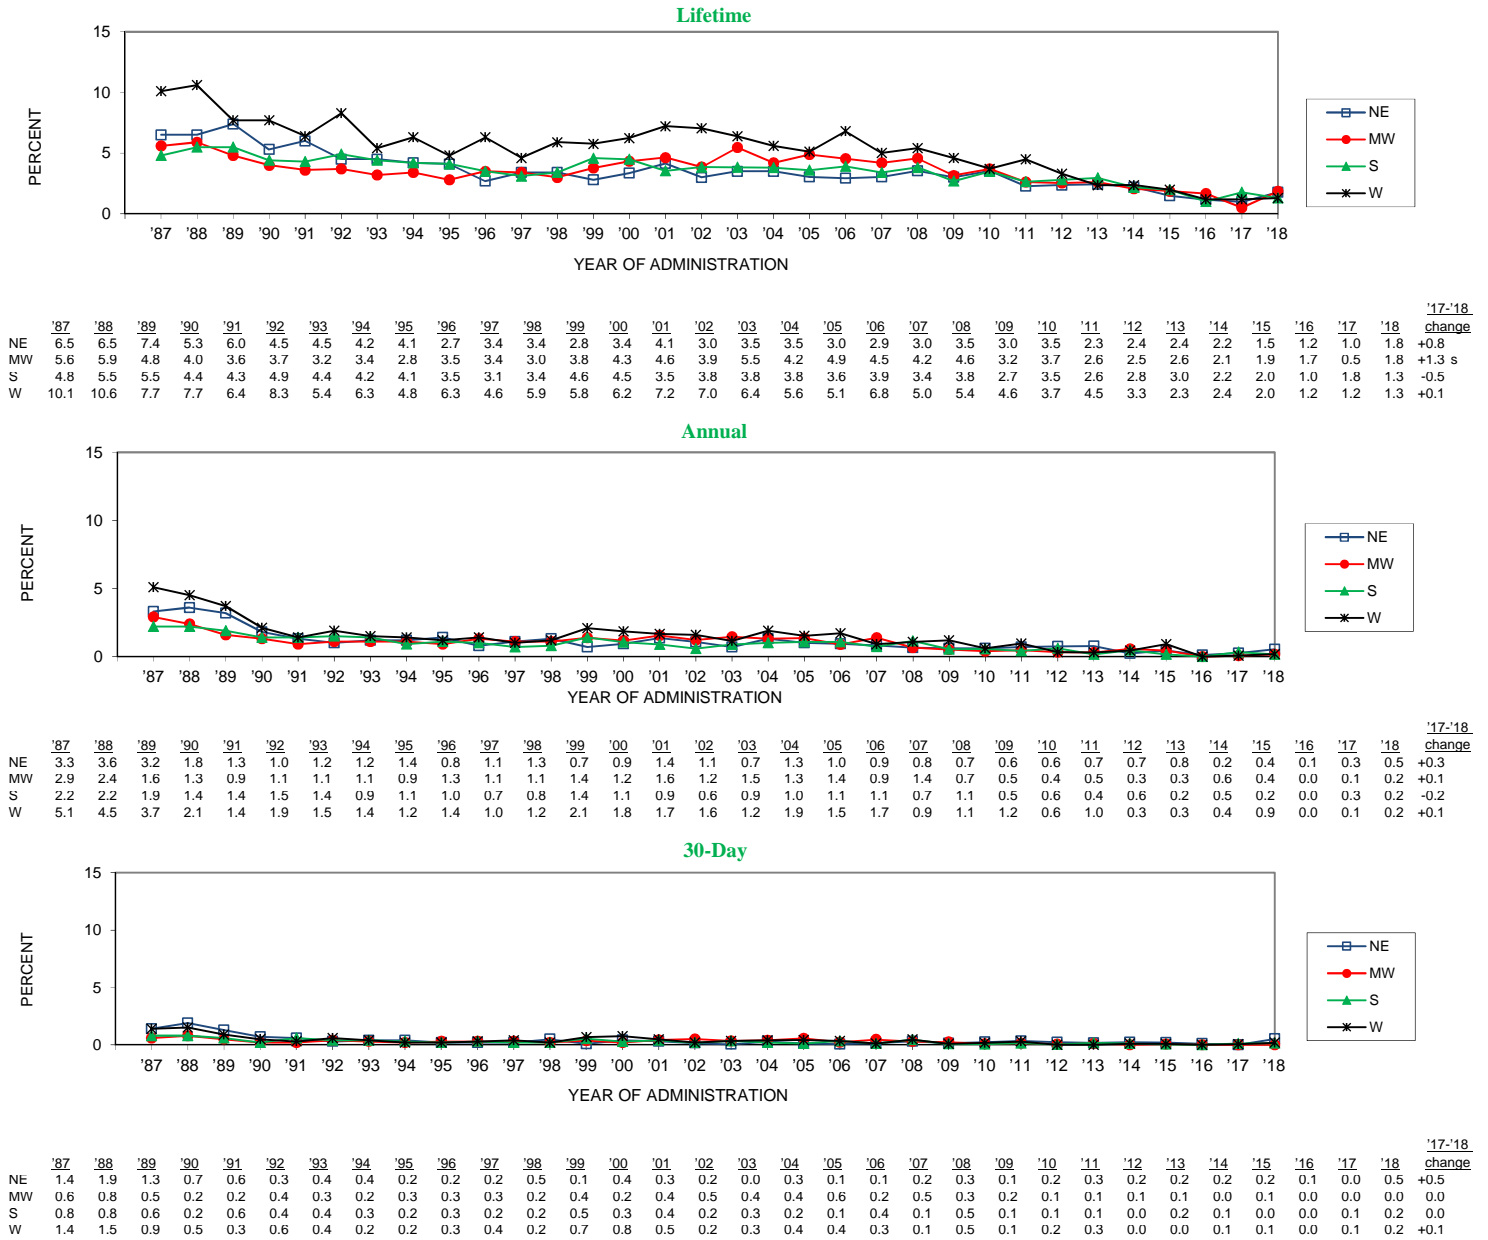 Lifetime
15
10
5
0
PERCENT
'87 '88 '89 '90 '91 '92 '93 '94 '95 '96 '97 '98 '99 '00 '01 '02 '03 '04 '05 '06 '07 '08 '09 '10 '11 '12 '13 '14 '15 '16 '17 '18
YEAR OF ADMINISTRATION
NE
MW
S
W
'17-'18
'87 '88 '89 '90 '91 '92 '93 '94 '95 '96 '97 '98 '99 '00 '01 '02 '03 '04 '05 '06 '07 '08 '09 '10 '11 '12 '13 '14 '15 '16 '17 '18 change
NE 6.5 6.5 7.4 5.3 6.0 4.5 4.5 4.2 4.1 2.7 3.4 3.4 2.8 3.4 4.1 3.0 3.5 3.5 3.0 2.9 3.0 3.5 3.0 3.5 2.3 2.4 2.4 2.2 1.5 1.2 1.0 1.8 +0.8
MW 5.6 5.9 4.8 4.0 3.6 3.7 3.2 3.4 2.8 3.5 3.4 3.0 3.8 4.3 4.6 3.9 5.5 4.2 4.9 4.5 4.2 4.6 3.2 3.7 2.6 2.5 2.6 2.1 1.9 1.7 0.5 1.8 +1.3 s
S 4.8 5.5 5.5 4.4 4.3 4.9 4.4 4.2 4.1 3.5 3.1 3.4 4.6 4.5 3.5 3.8 3.8 3.8 3.6 3.9 3.4 3.8 2.7 3.5 2.6 2.8 3.0 2.2 2.0 1.0 1.8 1.3 -0.5
W 10.1 10.6 7.7 7.7 6.4 8.3 5.4 6.3 4.8 6.3 4.6 5.9 5.8 6.2 7.2 7.0 6.4 5.6 5.1 6.8 5.0 5.4 4.6 3.7 4.5 3.3 2.3 2.4 2.0 1.2 1.2 1.3 +0.1
Annual
15
10
5
0
PERCENT
'87 '88 '89 '90 '91 '92 '93 '94 '95 '96 '97 '98 '99 '00 '01 '02 '03 '04 '05 '06 '07 '08 '09 '10 '11 '12 '13 '14 '15 '16 '17 '18
YEAR OF ADMINISTRATION
NE
MW
S
W
'17-'18
'87 '88 '89 '90 '91 '92 '93 '94 '95 '96 '97 '98 '99 '00 '01 '02 '03 '04 '05 '06 '07 '08 '09 '10 '11 '12 '13 '14 '15 '16 '17 '18 change
NE 3.3 3.6 3.2 1.8 1.3 1.0 1.2 1.2 1.4 0.8 1.1 1.3 0.7 0.9 1.4 1.1 0.7 1.3 1.0 0.9 0.8 0.7 0.6 0.6 0.7 0.7 0.8 0.2 0.4 0.1 0.3 0.5 +0.3
MW 2.9 2.4 1.6 1.3 0.9 1.1 1.1 1.1 0.9 1.3 1.1 1.1 1.4 1.2 1.6 1.2 1.5 1.3 1.4 0.9 1.4 0.7 0.5 0.4 0.5 0.3 0.3 0.6 0.4 0.0 0.1 0.2 +0.1
S 2.2 2.2 1.9 1.4 1.4 1.5 1.4 0.9 1.1 1.0 0.7 0.8 1.4 1.1 0.9 0.6 0.9 1.0 1.1 1.1 0.7 1.1 0.5 0.6 0.4 0.6 0.2 0.5 0.2 0.0 0.3 0.2 -0.2
W 5.1 4.5 3.7 2.1 1.4 1.9 1.5 1.4 1.2 1.4 1.0 1.2 2.1 1.8 1.7 1.6 1.2 1.9 1.5 1.7 0.9 1.1 1.2 0.6 1.0 0.3 0.3 0.4 0.9 0.0 0.1 0.2 +0.1
30-Day
15
10
5
0
PERCENT
'87 '88 '89 '90 '91 '92 '93 '94 '95 '96 '97 '98 '99 '00 '01 '02 '03 '04 '05 '06 '07 '08 '09 '10 '11 '12 '13 '14 '15 '16 '17 '18
YEAR OF ADMINISTRATION
NE
MW
S
W
'17-'18
'87 '88 '89 '90 '91 '92 '93 '94 '95 '96 '97 '98 '99 '00 '01 '02 '03 '04 '05 '06 '07 '08 '09 '10 '11 '12 '13 '14 '15 '16 '17 '18 change
NE 1.4 1.9 1.3 0.7 0.6 0.3 0.4 0.4 0.2 0.2 0.2 0.5 0.1 0.4 0.3 0.2 0.0 0.3 0.1 0.1 0.2 0.3 0.1 0.2 0.3 0.2 0.2 0.2 0.2 0.1 0.0 0.5 +0.5
MW 0.6 0.8 0.5 0.2 0.2 0.4 0.3 0.2 0.3 0.3 0.3 0.2 0.4 0.2 0.4 0.5 0.4 0.4 0.6 0.2 0.5 0.3 0.2 0.1 0.1 0.1 0.1 0.0 0.1 0.0 0.0 0.0 0.0
S 0.8 0.8 0.6 0.2 0.6 0.4 0.4 0.3 0.2 0.3 0.2 0.2 0.5 0.3 0.4 0.2 0.3 0.2 0.1 0.4 0.1 0.5 0.1 0.1 0.1 0.0 0.2 0.1 0.0 0.0 0.1 0.2 0.0
W 1.4 1.5 0.9 0.5 0.3 0.6 0.4 0.2 0.2 0.3 0.4 0.2 0.7 0.8 0.5 0.2 0.3 0.4 0.4 0.3 0.1 0.5 0.1 0.2 0.3 0.0 0.0 0.1 0.1 0.0 0.1 0.2 +0.1